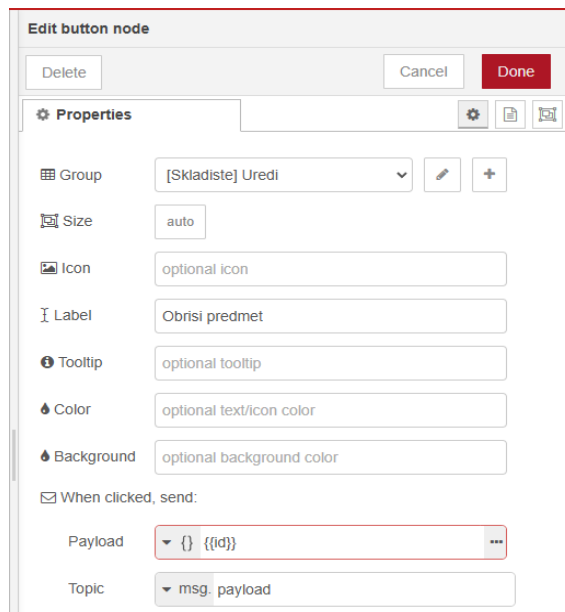 Edit button node
Delete Cancel Done
Properties
Group [Skladiste] Uredi
Size auto
Icon optional icon
Label Obrisi predmet
Tooltip optional tooltip
Color optional text/icon color
Background optional background color
When clicked, send:
Payload {} {{id}}
Topic msg. payload